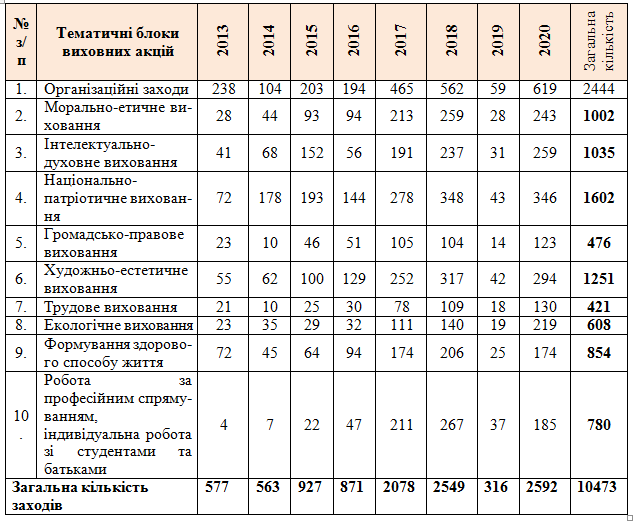 № з/п Тематичні блоки виховних акцій 2013 2014 2015 2016 2017 2018 2019 2020 Загальна кількість
1. Організаційні заходи 238 104 203 194 465 562 59 619 2444
2. Морально-етичне ви-
ховання 28 44 93 94 213 259 28 243 1002
3. Інтелектуально-
духовне виховання 41 68 152 56 191 237 31 259 1035
4. Національно-
патріотичне вихован-
ня 72 178 193 144 278 348 43 346 1602
5. Громадсько-правове
виховання 23 10 46 51 105 104 14 123 476
6. Художньо-естетичне
виховання 55 62 100 129 252 317 42 294 1251
7. Трудове виховання 21 10 25 30 78 109 18 130 421
8. Екологічне виховання 23 35 29 32 111 140 19 219 608
9. Формування здорово-
го способу життя 72 45 64 94 174 206 25 174 854
10. Робота за
професійним спряму-
ванням,
індивідуальна робота
зі студентами та
батьками 4 7 22 47 211 267 37 185 780
Загальна кількість
заходів 577 563 927 871 2078 2549 316 2592 10473